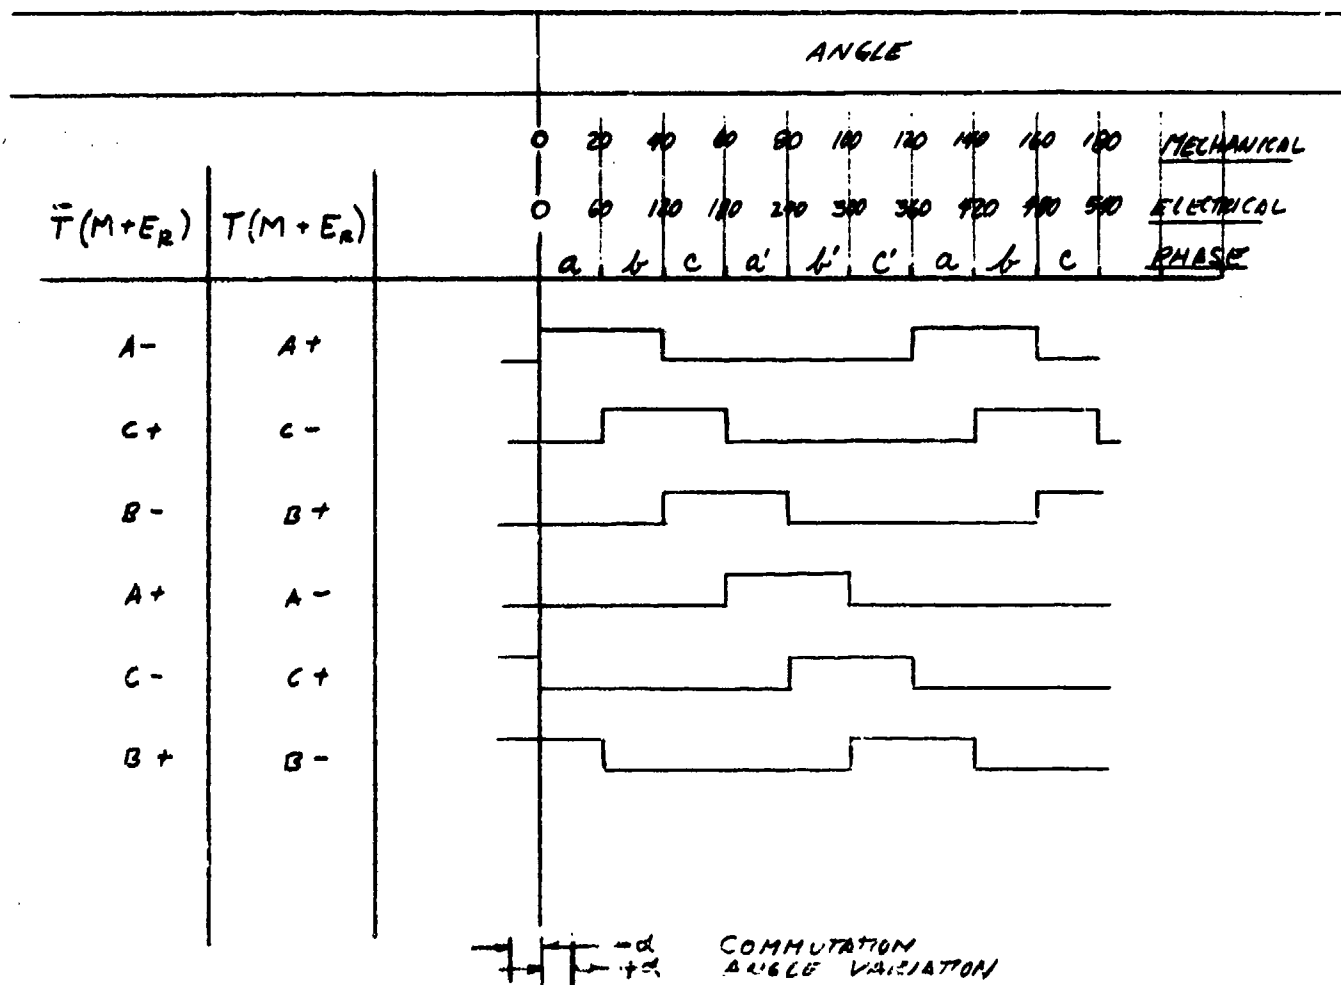 ANGLE
0 20 40 60 80 100 120 140 160 180 MECHANICAL
T̄(M+E_R) T(M+E_R) 0 60 120 180 240 300 360 420 480 540 ELECTRICAL
a b c a' b' c' a b c PHASE
A- A+
C+ C-
B- B+
A+ A-
C- C+
B+ B-
-α COMMUTATION
+α ANGLE VARIATION